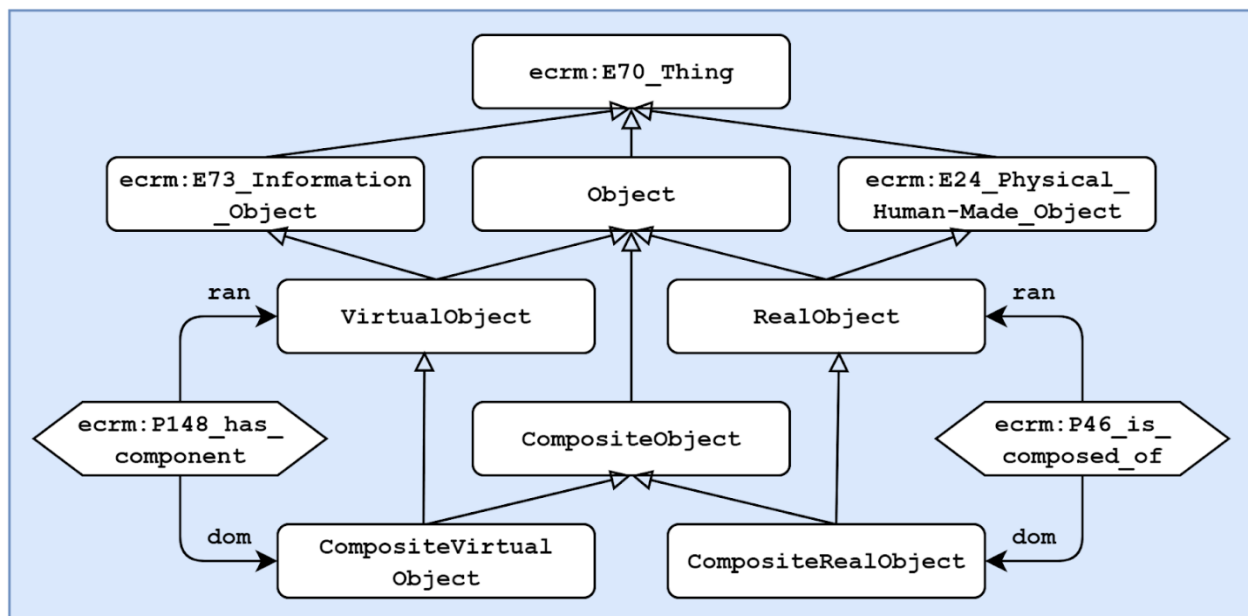 ecrm:E70_Thing
ecrm:E73_Information
_Object
Object
ecrm:E24_Physical_
Human-Made_Object
ran
VirtualObject
RealObject
ran
ecrm:P148_has_
component
CompositeObject
ecrm:P46_is_
composed_of
dom
CompositeVirtual
Object
CompositeRealObject
dom